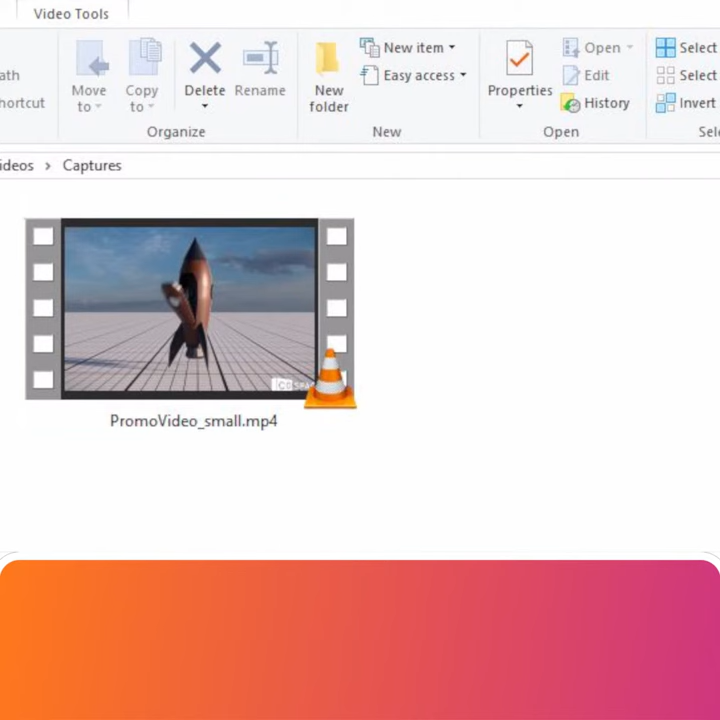 Video Tools
ath
hortcut
Move to
Copy to
Delete
Rename
Organize
New folder
New item
Easy access
New
Properties
Open
Edit
History
Open
Select
Select
Invert
Sele
ideos > Captures
PromoVideo_small.mp4